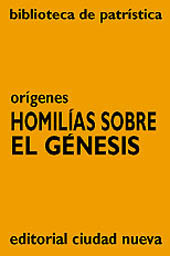 biblioteca de patrística
orígenes
HOMILÍAS SOBRE
EL GÉNESIS
editorial ciudad nueva